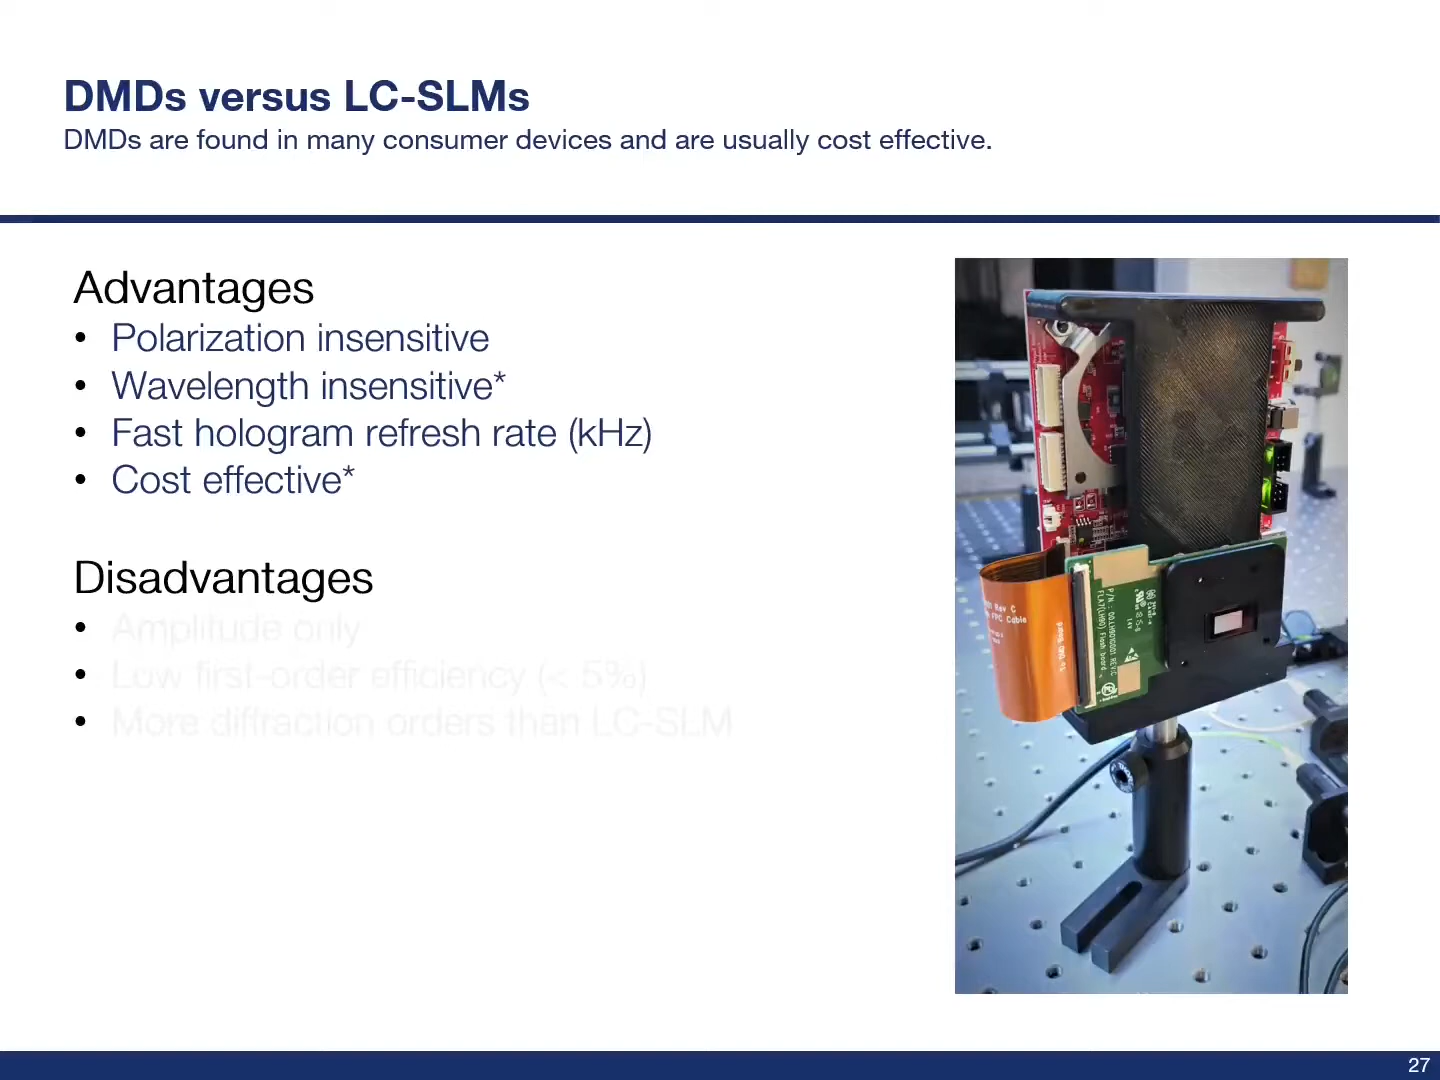 DMDs versus LC-SLMs
DMDs are found in many consumer devices and are usually cost effective.
Advantages
• Polarization insensitive
• Wavelength insensitive*
• Fast hologram refresh rate (kHz)
• Cost effective*
Disadvantages
• Amplitude only
• Low first-order efficiency (< 5%)
• More diffraction orders than LC-SLM
27